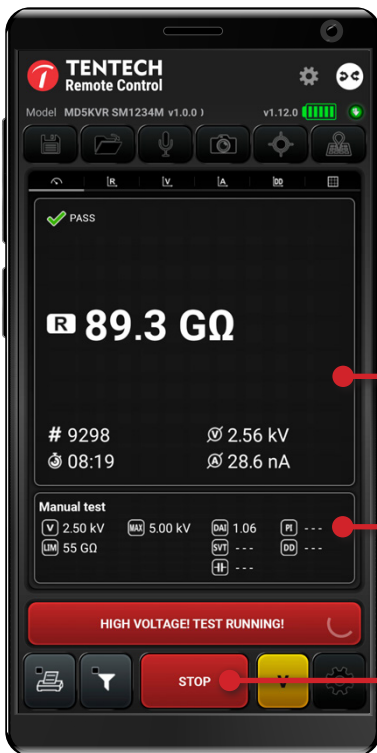 TENTECH
Remote Control
Model MD5KVR SM1234M v1.0.0 ) v1.12.0
R V A DD
PASS
R 89.3 GΩ
# 9298 V 2.56 kV
08:19 A 28.6 nA
Manual test
V 2.50 kV MAX 5.00 kV DAI 1.06 PI ---
LIM 55 GΩ SVT --- DD ---
---
HIGH VOLTAGE! TEST RUNNING!
STOP V